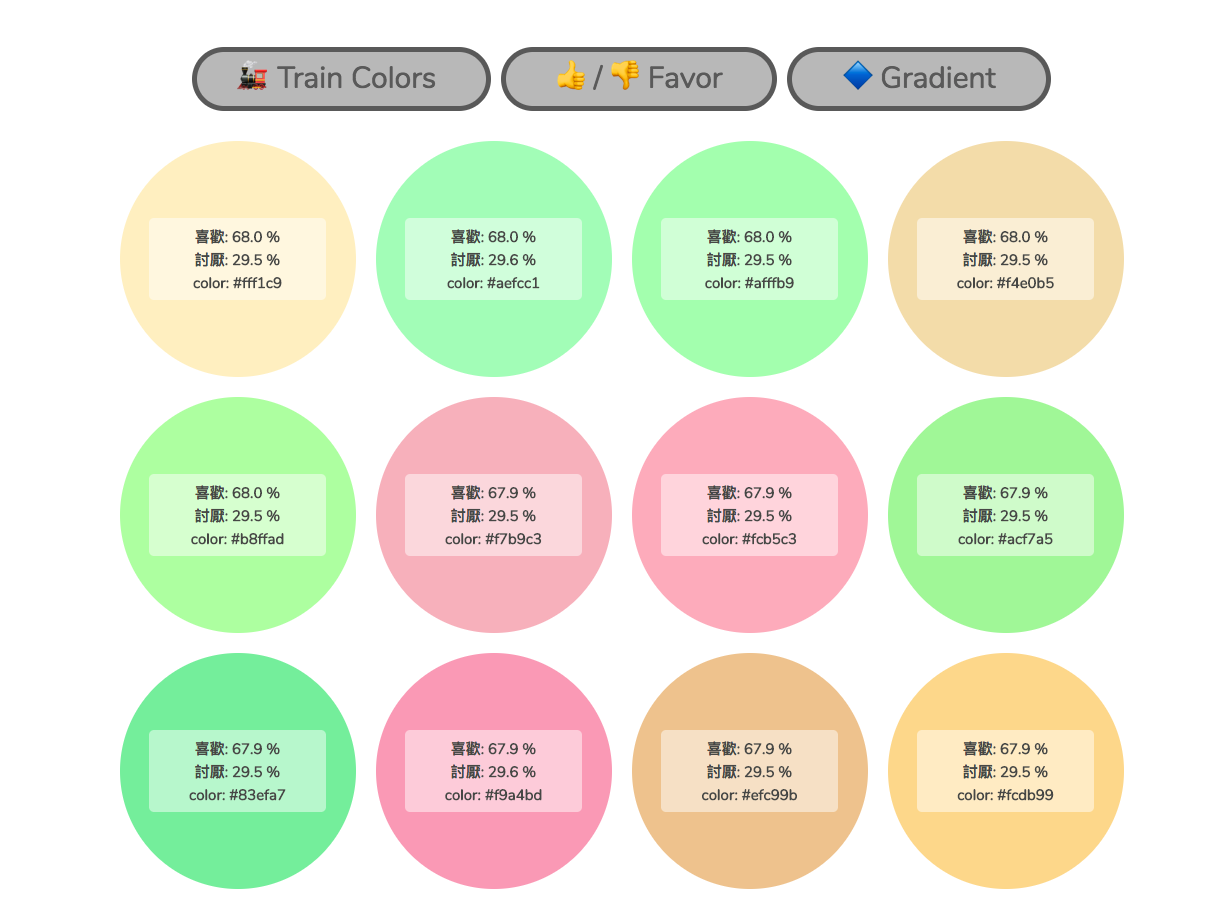 Train Colors
/ Favor
Gradient
喜歡: 68.0 %
討厭: 29.5 %
color: #fff1c9
喜歡: 68.0 %
討厭: 29.6 %
color: #aefcc1
喜歡: 68.0 %
討厭: 29.5 %
color: #afffb9
喜歡: 68.0 %
討厭: 29.5 %
color: #f4e0b5
喜歡: 68.0 %
討厭: 29.5 %
color: #b8ffad
喜歡: 67.9 %
討厭: 29.5 %
color: #f7b9c3
喜歡: 67.9 %
討厭: 29.5 %
color: #fcb5c3
喜歡: 67.9 %
討厭: 29.5 %
color: #acf7a5
喜歡: 67.9 %
討厭: 29.5 %
color: #83efa7
喜歡: 67.9 %
討厭: 29.6 %
color: #f9a4bd
喜歡: 67.9 %
討厭: 29.5 %
color: #efc99b
喜歡: 67.9 %
討厭: 29.5 %
color: #fcdb99